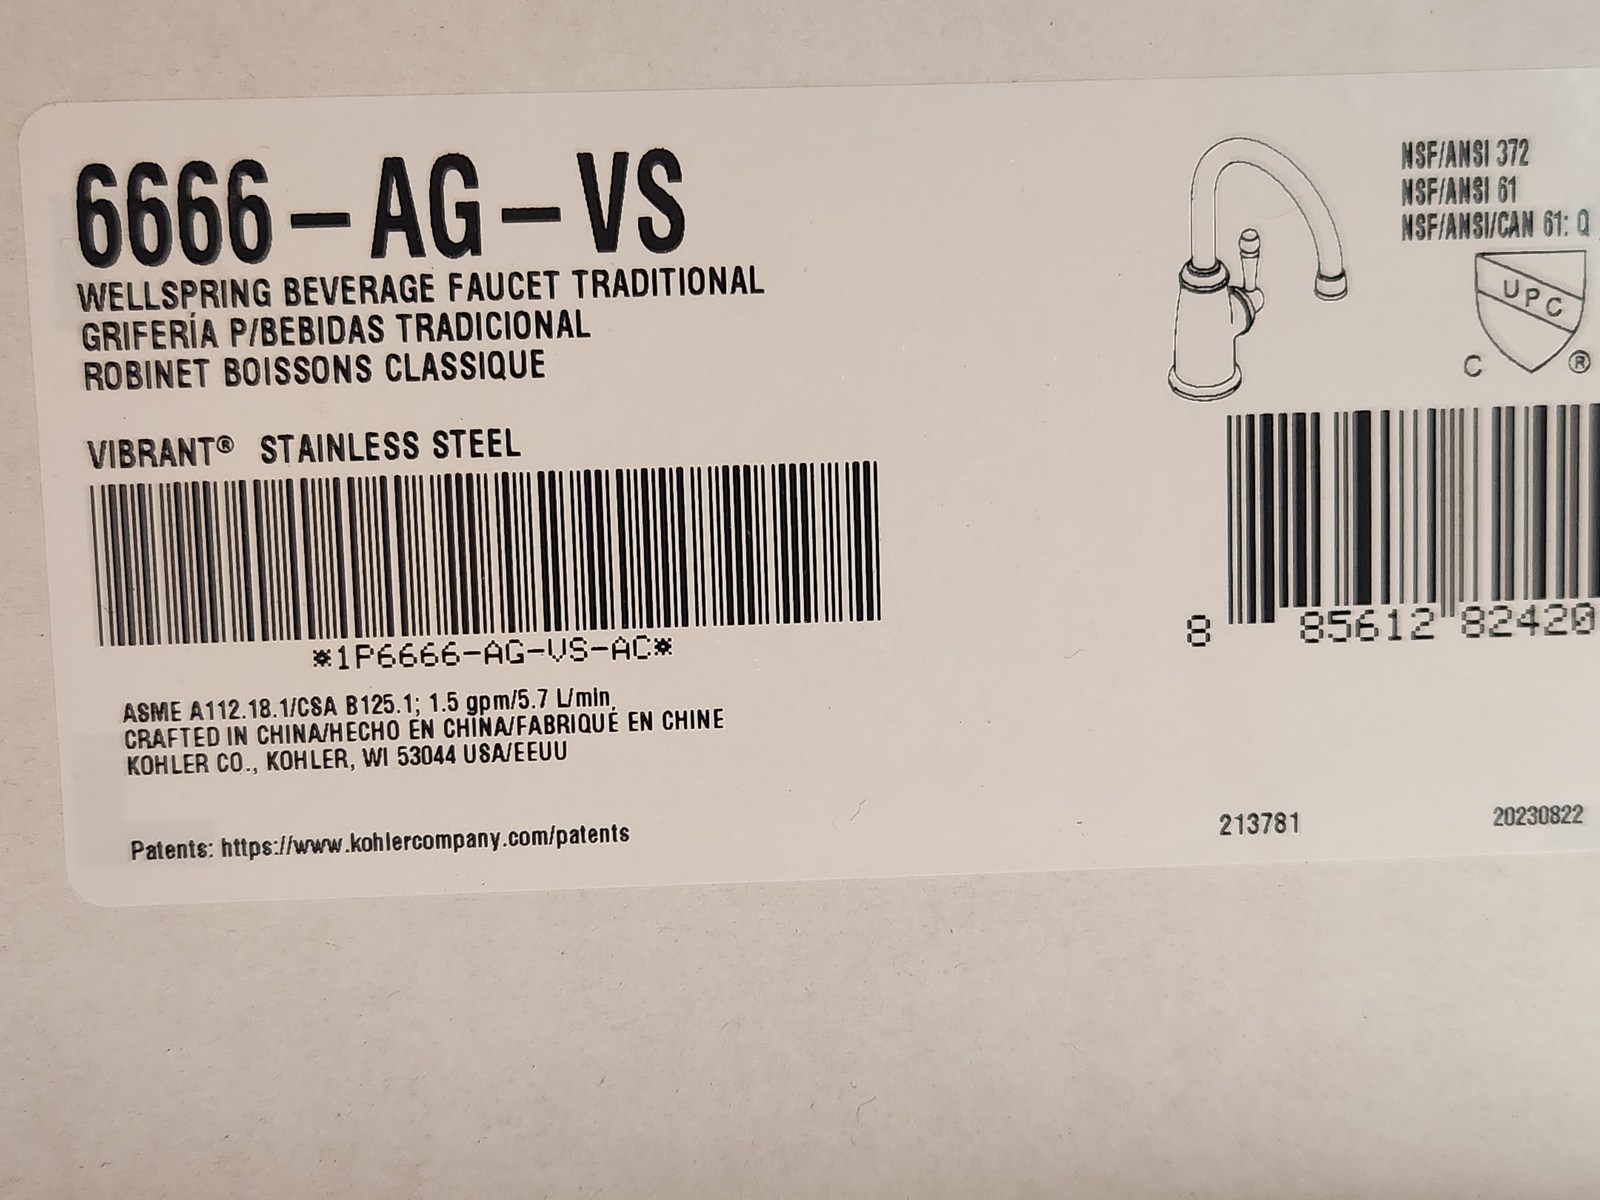 6666-AG-VS
WELLSPRING BEVERAGE FAUCET TRADITIONAL
GRIFERÍA P/BEBIDAS TRADICIONAL
ROBINET BOISSONS CLASSIQUE
VIBRANT® STAINLESS STEEL
*1P6666-AG-VS-AC*
ASME A112.18.1/CSA B125.1; 1.5 gpm/5.7 L/min,
CRAFTED IN CHINA/HECHO EN CHINA/FABRIQUÉ EN CHINE
KOHLER CO., KOHLER, WI 53044 USA/EEUU
Patents: https://www.kohlercompany.com/patents
NSF/ANSI 372
NSF/ANSI 61
NSF/ANSI/CAN 61: Q
UPC
C ®
8 85612 82420
213781
20230822